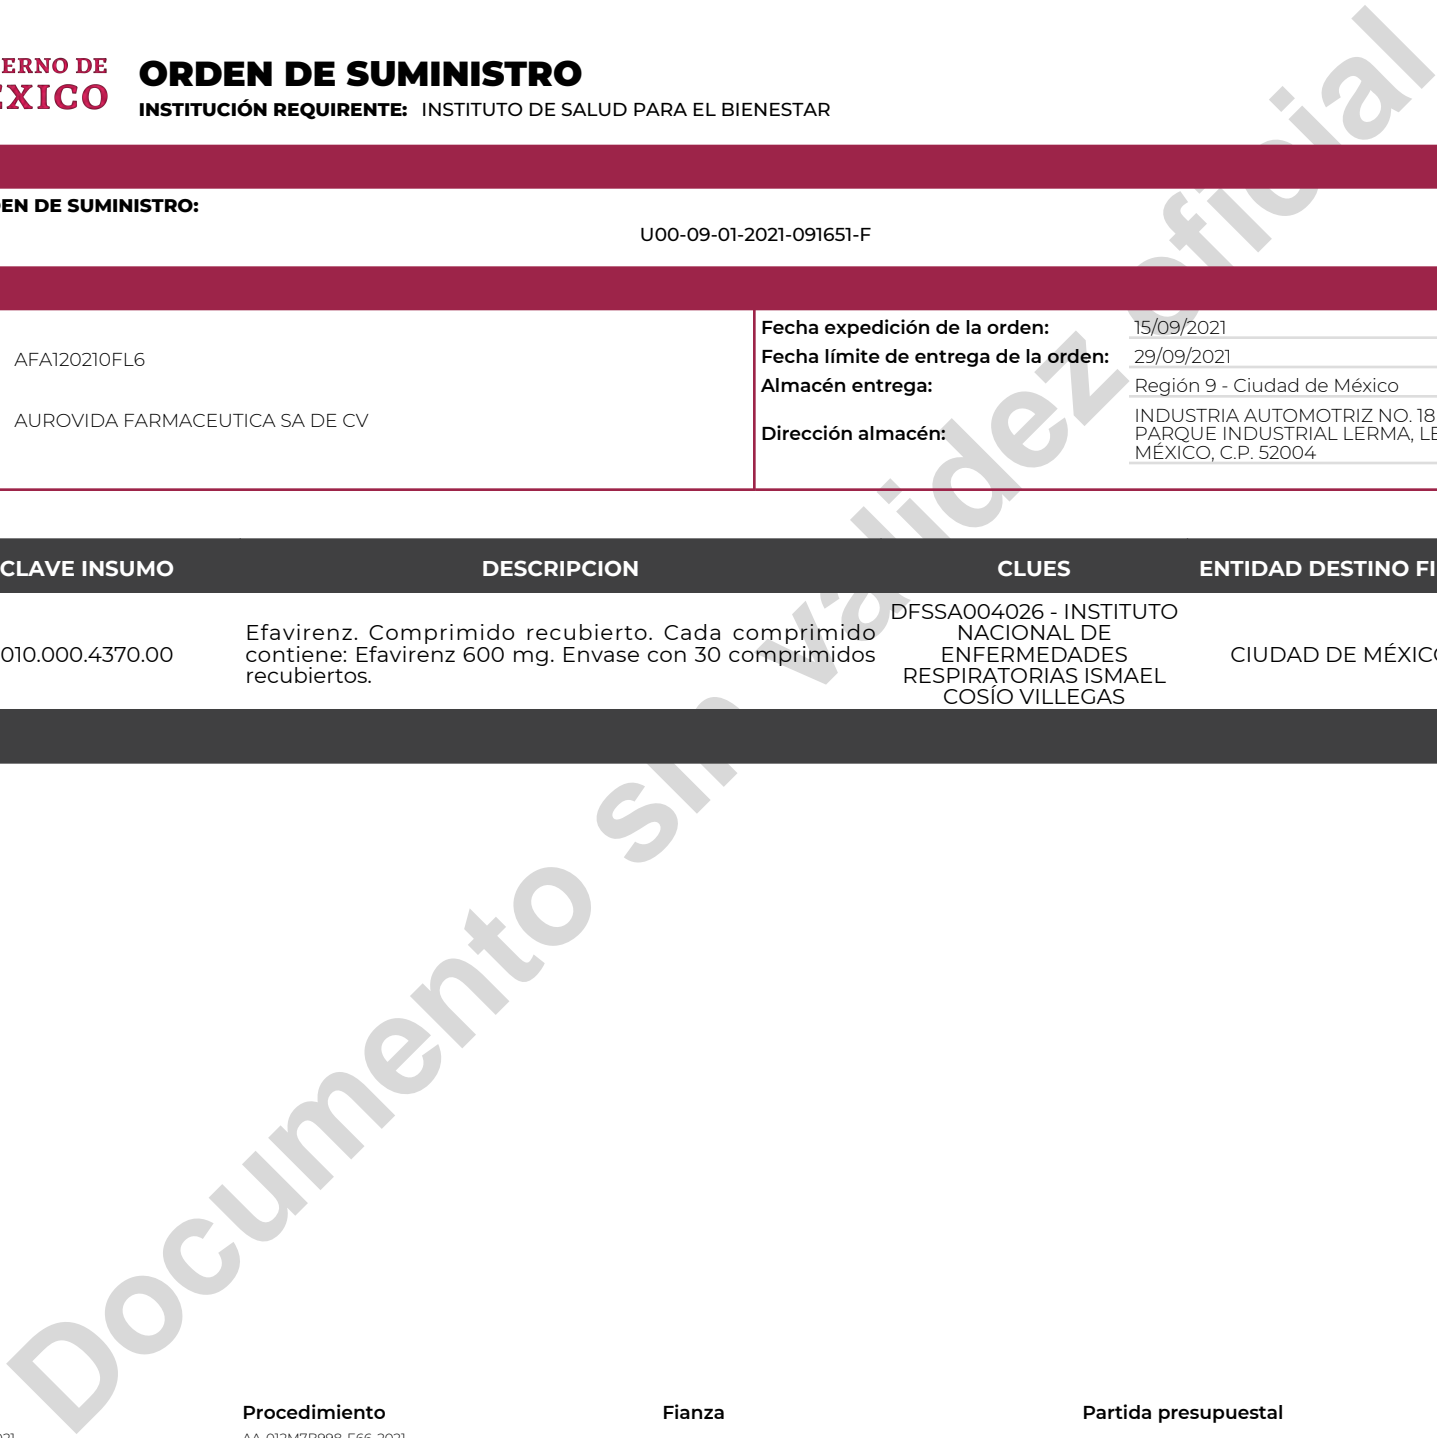 ERNO DE
EXICO
ORDEN DE SUMINISTRO
INSTITUCIÓN REQUIRENTE: INSTITUTO DE SALUD PARA EL BIENESTAR
EN DE SUMINISTRO:
U00-09-01-2021-091651-F
AFA120210FL6
AUROVIDA FARMACEUTICA SA DE CV
Fecha expedición de la orden: 15/09/2021
Fecha límite de entrega de la orden: 29/09/2021
Almacén entrega: Región 9 - Ciudad de México
Dirección almacén:
INDUSTRIA AUTOMOTRIZ NO. 18
PARQUE INDUSTRIAL LERMA, LE
MÉXICO, C.P. 52004
CLAVE INSUMO DESCRIPCION CLUES ENTIDAD DESTINO FI
010.000.4370.00
Efavirenz. Comprimido recubierto. Cada comprimido
contiene: Efavirenz 600 mg. Envase con 30 comprimidos
recubiertos.
DFSSA004026 - INSTITUTO
NACIONAL DE
ENFERMEDADES
RESPIRATORIAS ISMAEL
COSÍO VILLEGAS
CIUDAD DE MÉXICO
Documento sin validez oficial
Procedimiento Fianza Partida presupuestal